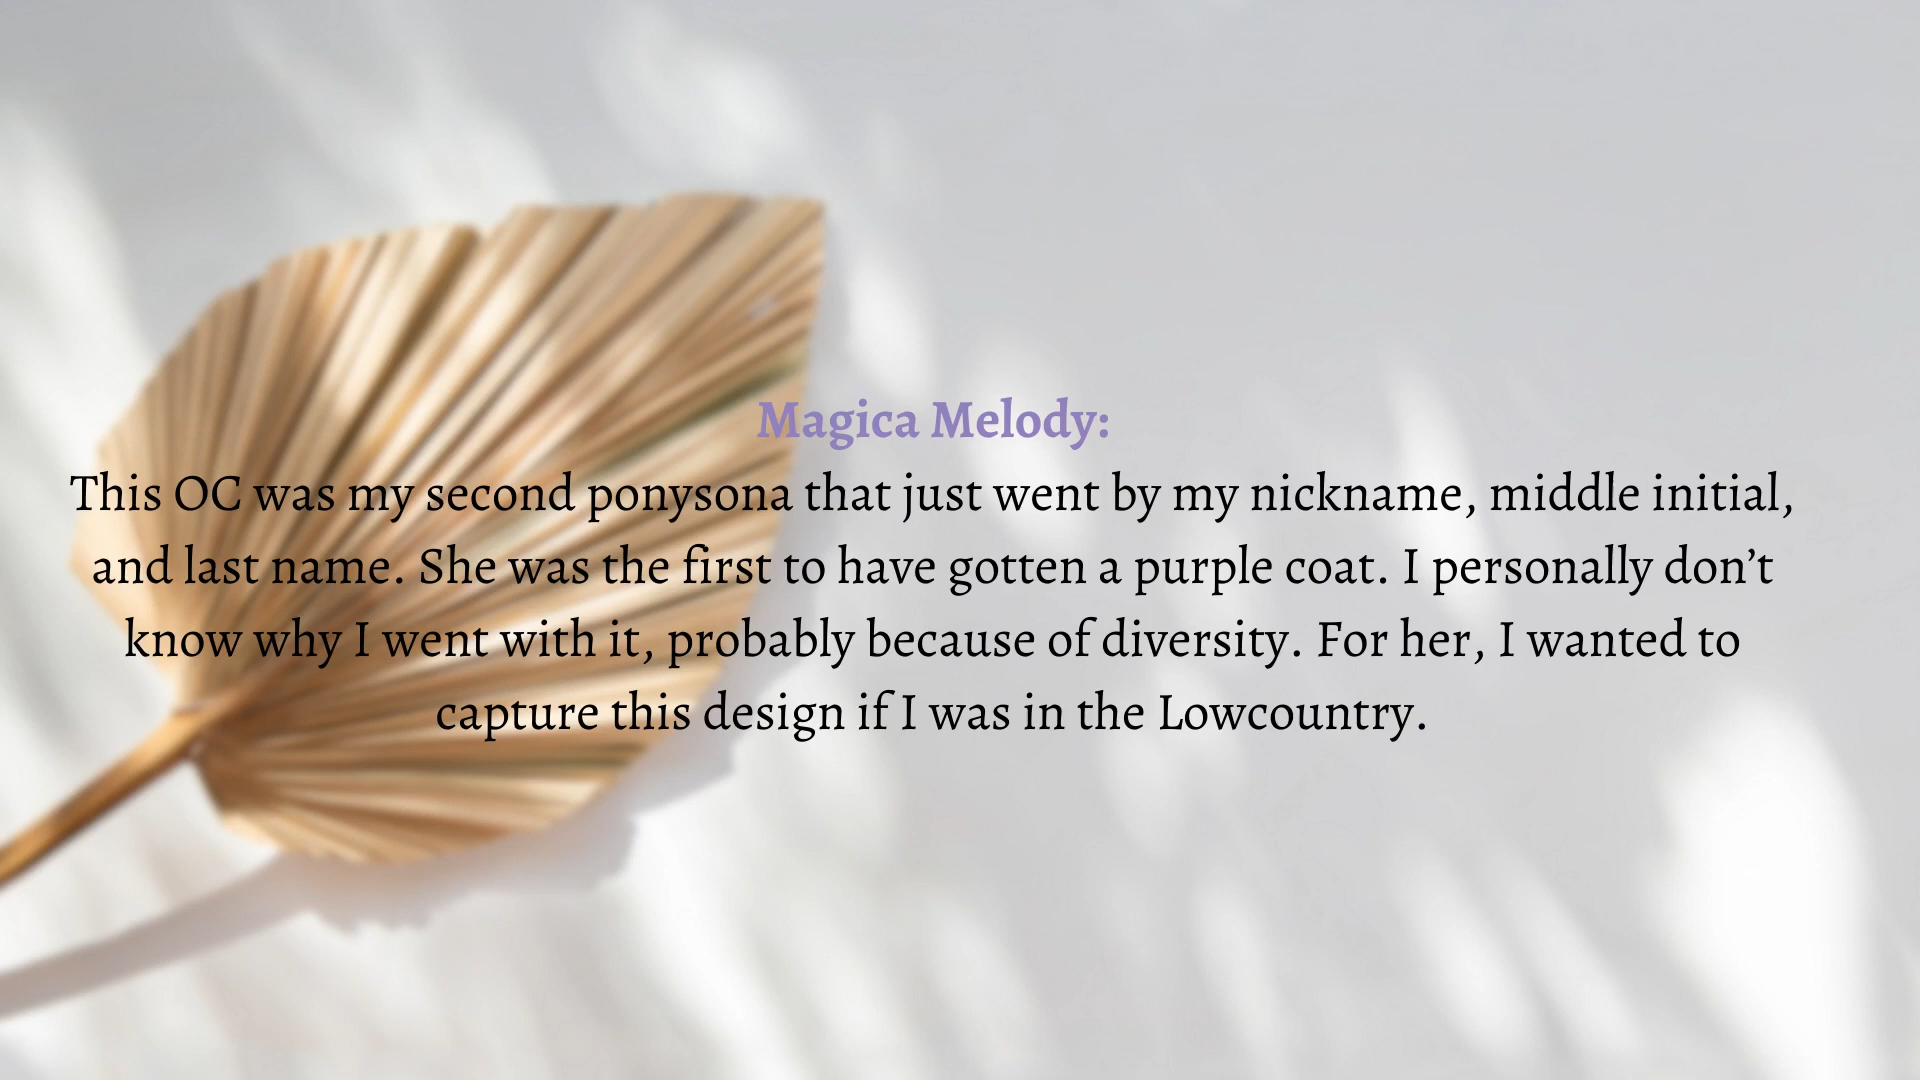 Magica Melody:
This OC was my second ponysona that just went by my nickname, middle initial,
and last name. She was the first to have gotten a purple coat. I personally don’t
know why I went with it, probably because of diversity. For her, I wanted to
capture this design if I was in the Lowcountry.